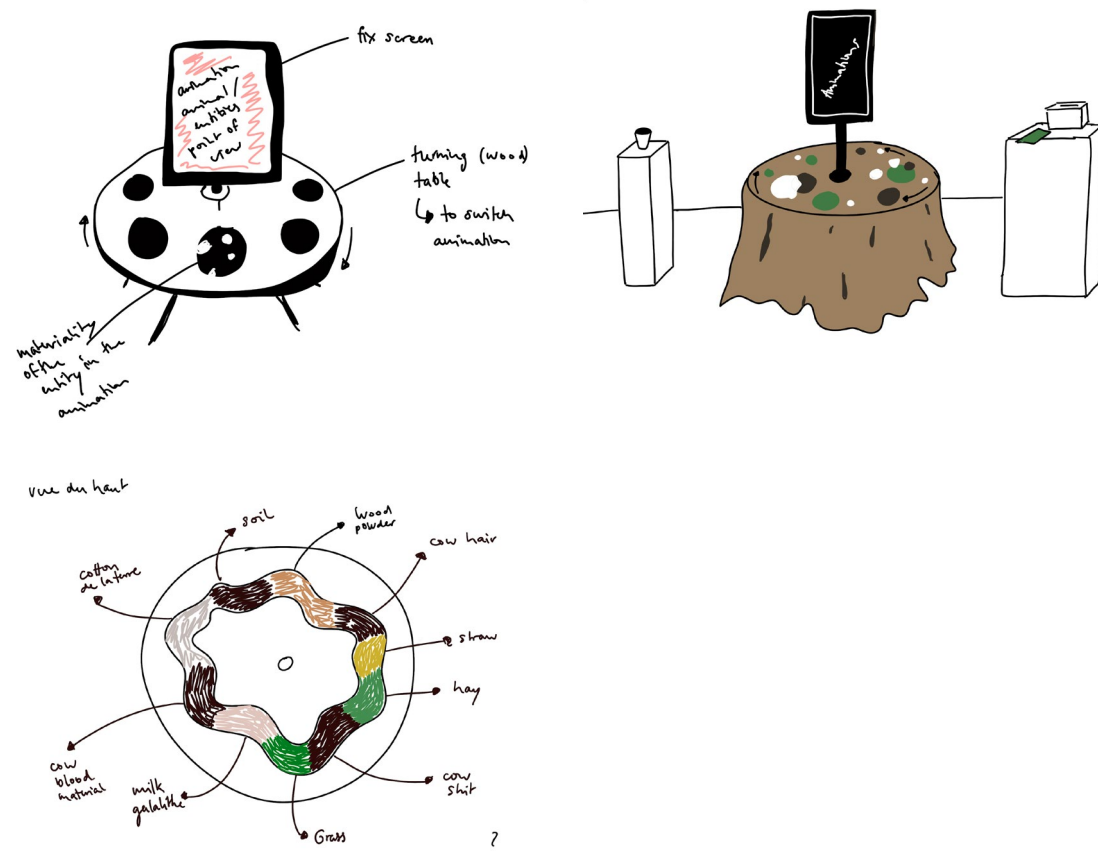 fix screen
animation
animal/
entities
point of
view
turning (wood)
table
↳ to switch
animation
materiality
of the
entity in the
animation
Animations
vue du haut
soil
wood
powder
cow hair
cotton
de la terre
straw
hay
cow
blood
material
milk
galalithe
cow
shit
Grass
?